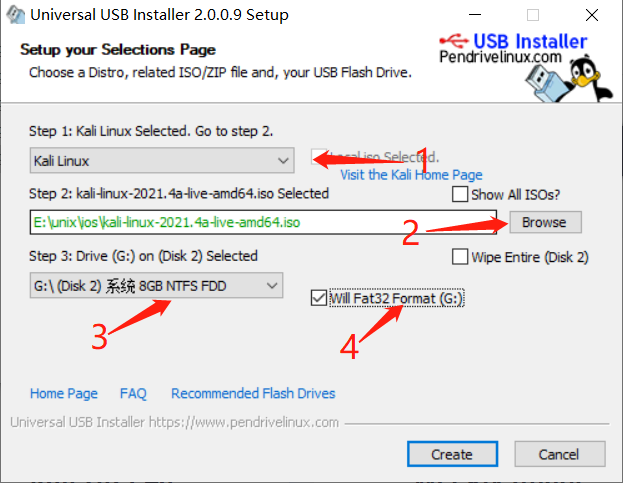 Universal USB Installer 2.0.0.9 Setup
Setup your Selections Page
Choose a Distro, related ISO/ZIP file and, your USB Flash Drive.
USB Installer
Pendrivelinux.com
Step 1: Kali Linux Selected. Go to step 2.
Kali Linux
iso Selected.
1
Visit the Kali Home Page
Step 2: kali-linux-2021.4a-live-amd64.iso Selected
Show All ISOs?
E:\unix\ios\kali-linux-2021.4a-live-amd64.iso
2
Browse
Step 3: Drive (G:) on (Disk 2) Selected
Wipe Entire (Disk 2)
G:\ (Disk 2) 系统 8GB NTFS FDD
Will Fat32 Format (G:)
3
4
Home Page FAQ Recommended Flash Drives
Universal USB Installer https://www.pendrivelinux.com
Create Cancel